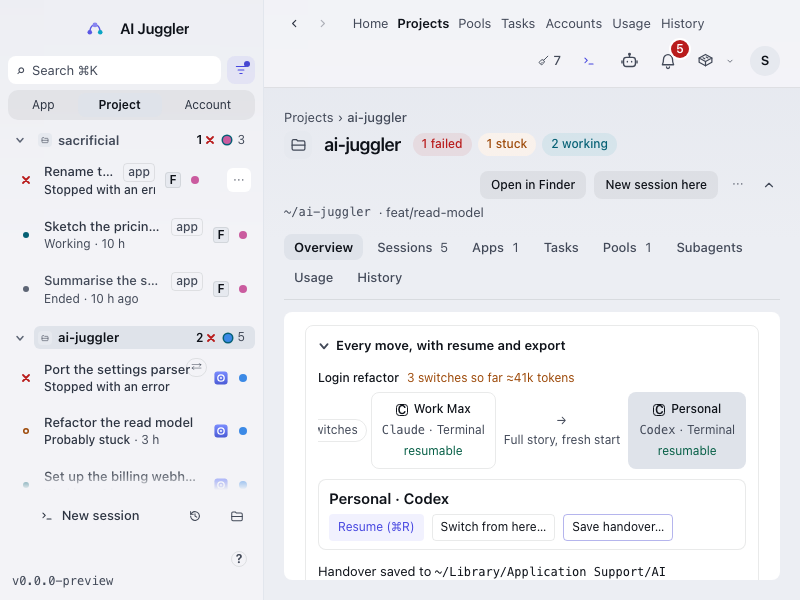 AI Juggler
Search ⌘K
App Project Account
sacrificial 1 3
Rename t… app F
Stopped with an err
Sketch the pricin… app
Working · 10 h F
Summarise the s… app
Ended · 10 h ago F
ai-juggler 2 5
Port the settings parser
Stopped with an error
Refactor the read model
Probably stuck · 3 h
Set up the billing webh…
New session
?
v0.0.0-preview
Home Projects Pools Tasks Accounts Usage History
7 5 S
Projects › ai-juggler
ai-juggler 1 failed 1 stuck 2 working
Open in Finder New session here ···
~/ai-juggler · feat/read-model
Overview Sessions 5 Apps 1 Tasks Pools 1 Subagents
Usage History
Every move, with resume and export
Login refactor 3 switches so far ≈41k tokens
witches
Work Max
Claude · Terminal
resumable
→
Full story, fresh start
Personal
Codex · Terminal
resumable
Personal · Codex
Resume (⌘R) Switch from here… Save handover…
Handover saved to ~/Library/Application Support/AI